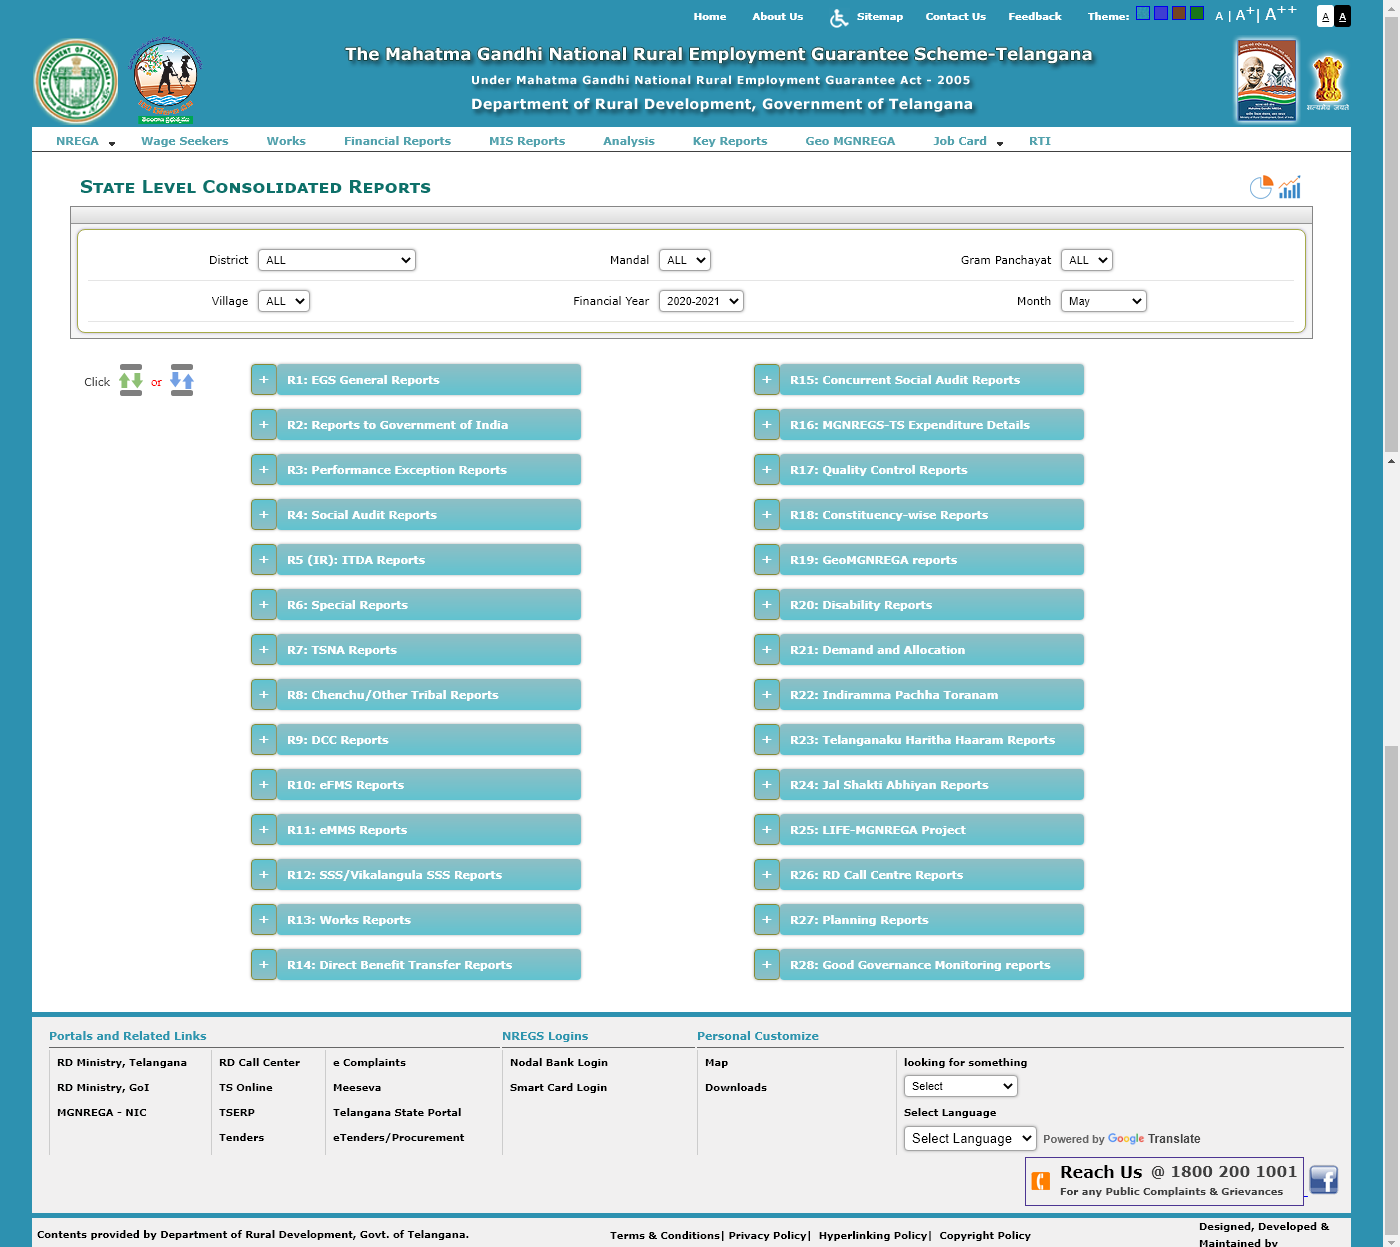 Home About Us Sitemap Contact Us Feedback Theme: A | A+ | A++ A A
The Mahatma Gandhi National Rural Employment Guarantee Scheme-Telangana
Under Mahatma Gandhi National Rural Employment Guarantee Act - 2005
Department of Rural Development, Government of Telangana
NREGA Wage Seekers Works Financial Reports MIS Reports Analysis Key Reports Geo MGNREGA Job Card RTI
State Level Consolidated Reports
District ALL Mandal ALL Gram Panchayat ALL
Village ALL Financial Year 2020-2021 Month May
Click or
+ R1: EGS General Reports
+ R2: Reports to Government of India
+ R3: Performance Exception Reports
+ R4: Social Audit Reports
+ R5 (IR): ITDA Reports
+ R6: Special Reports
+ R7: TSNA Reports
+ R8: Chenchu/Other Tribal Reports
+ R9: DCC Reports
+ R10: eFMS Reports
+ R11: eMMS Reports
+ R12: SSS/Vikalangula SSS Reports
+ R13: Works Reports
+ R14: Direct Benefit Transfer Reports
+ R15: Concurrent Social Audit Reports
+ R16: MGNREGS-TS Expenditure Details
+ R17: Quality Control Reports
+ R18: Constituency-wise Reports
+ R19: GeoMGNREGA reports
+ R20: Disability Reports
+ R21: Demand and Allocation
+ R22: Indiramma Pachha Toranam
+ R23: Telanganaku Haritha Haaram Reports
+ R24: Jal Shakti Abhiyan Reports
+ R25: LIFE-MGNREGA Project
+ R26: RD Call Centre Reports
+ R27: Planning Reports
+ R28: Good Governance Monitoring reports
Portals and Related Links
RD Ministry, Telangana
RD Ministry, GoI
MGNREGA - NIC
RD Call Center
TS Online
TSERP
Tenders
e Complaints
Meeseva
Telangana State Portal
eTenders/Procurement
NREGS Logins
Nodal Bank Login
Smart Card Login
Personal Customize
Map
Downloads
looking for something
Select
Select Language
Select Language Powered by Google Translate
Reach Us @ 1800 200 1001
For any Public Complaints & Grievances
Contents provided by Department of Rural Development, Govt. of Telangana.
Terms & Conditions| Privacy Policy| Hyperlinking Policy| Copyright Policy
Designed, Developed &
Maintained by